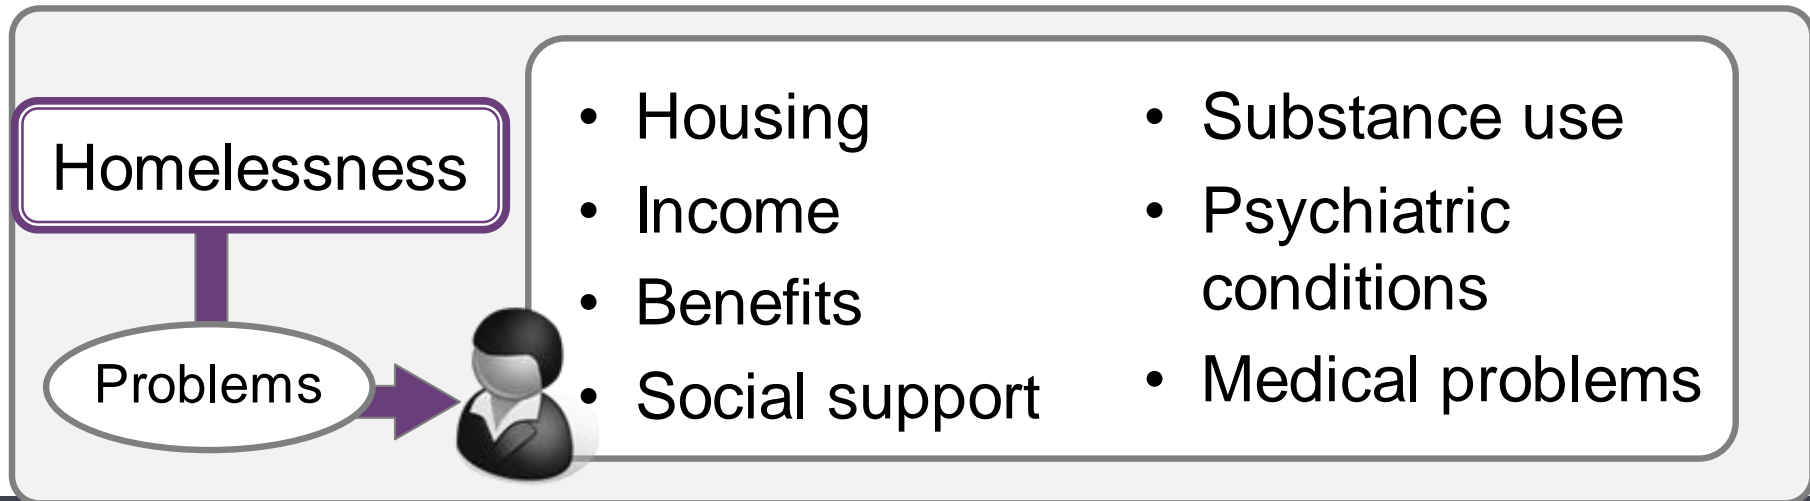 Homelessness
Problems
• Housing
• Income
• Benefits
• Social support
• Substance use
• Psychiatric
conditions
• Medical problems